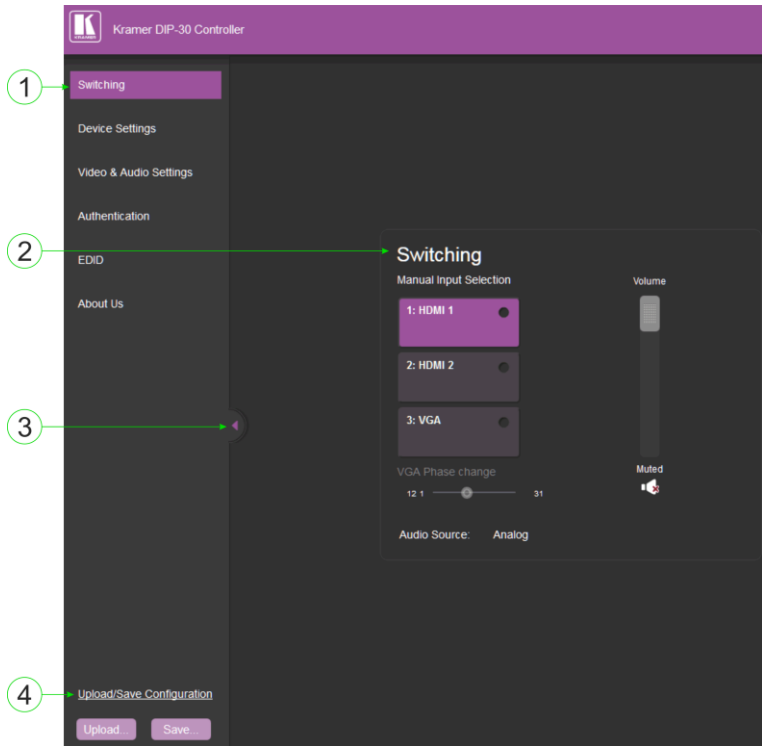 KRAMER
Kramer DIP-30 Controller
1
Switching
Device Settings
Video & Audio Settings
Authentication
2
EDID
About Us
3
4
Upload/Save Configuration
Upload...
Save...
Switching
Manual Input Selection
1: HDMI 1
2: HDMI 2
3: VGA
VGA Phase change
12 1
31
Audio Source: Analog
Volume
Muted